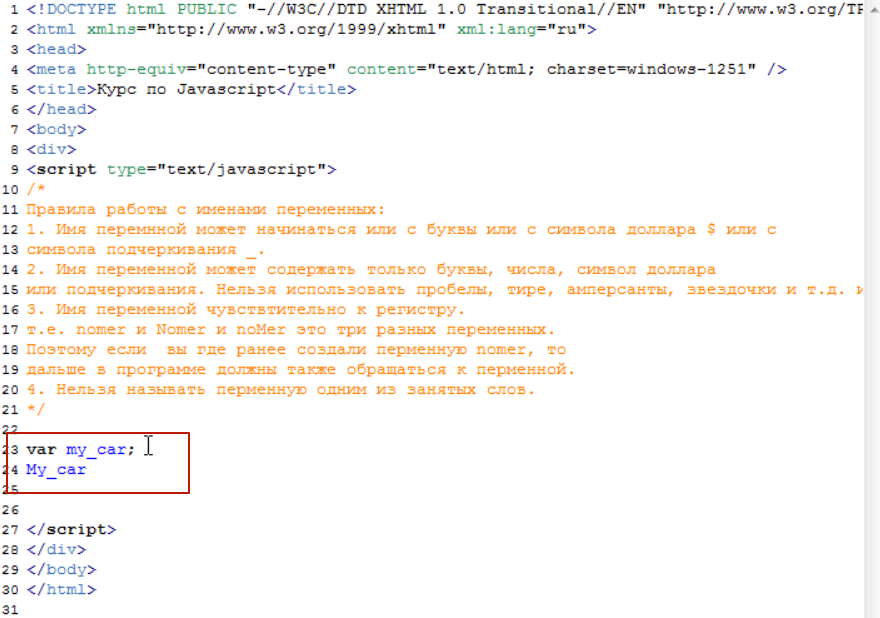 1 <!DOCTYPE html PUBLIC "-//W3C//DTD XHTML 1.0 Transitional//EN" "http://www.w3.org/TF
2 <html xmlns="http://www.w3.org/1999/xhtml" xml:lang="ru">
3 <head>
4 <meta http-equiv="content-type" content="text/html; charset=windows-1251" />
5 <title>Курс по Javascript</title>
6 </head>
7 <body>
8 <div>
9 <script type="text/javascript">
10 /*
11 Правила работы с именами переменных:
12 1. Имя перемнной может начинаться или с буквы или с символа доллара $ или с
13 символа подчеркивания _.
14 2. Имя переменной может содержать только буквы, числа, символ доллара
15 или подчеркивания. Нельзя использовать пробелы, тире, амперсанты, звездочки и т.д. и
16 3. Имя переменной чувствтительно к регистру.
17 т.е. nomer и Nomer и noMer это три разных переменных.
18 Поэтому если  вы где ранее создали перменную nomer, то
19 дальше в программе должны также обращаться к перменной.
20 4. Нельзя называть перменную одним из занятых слов.
21 */
22
23 var my_car;
24 My_car
25
26
27 </script>
28 </div>
29 </body>
30 </html>
31